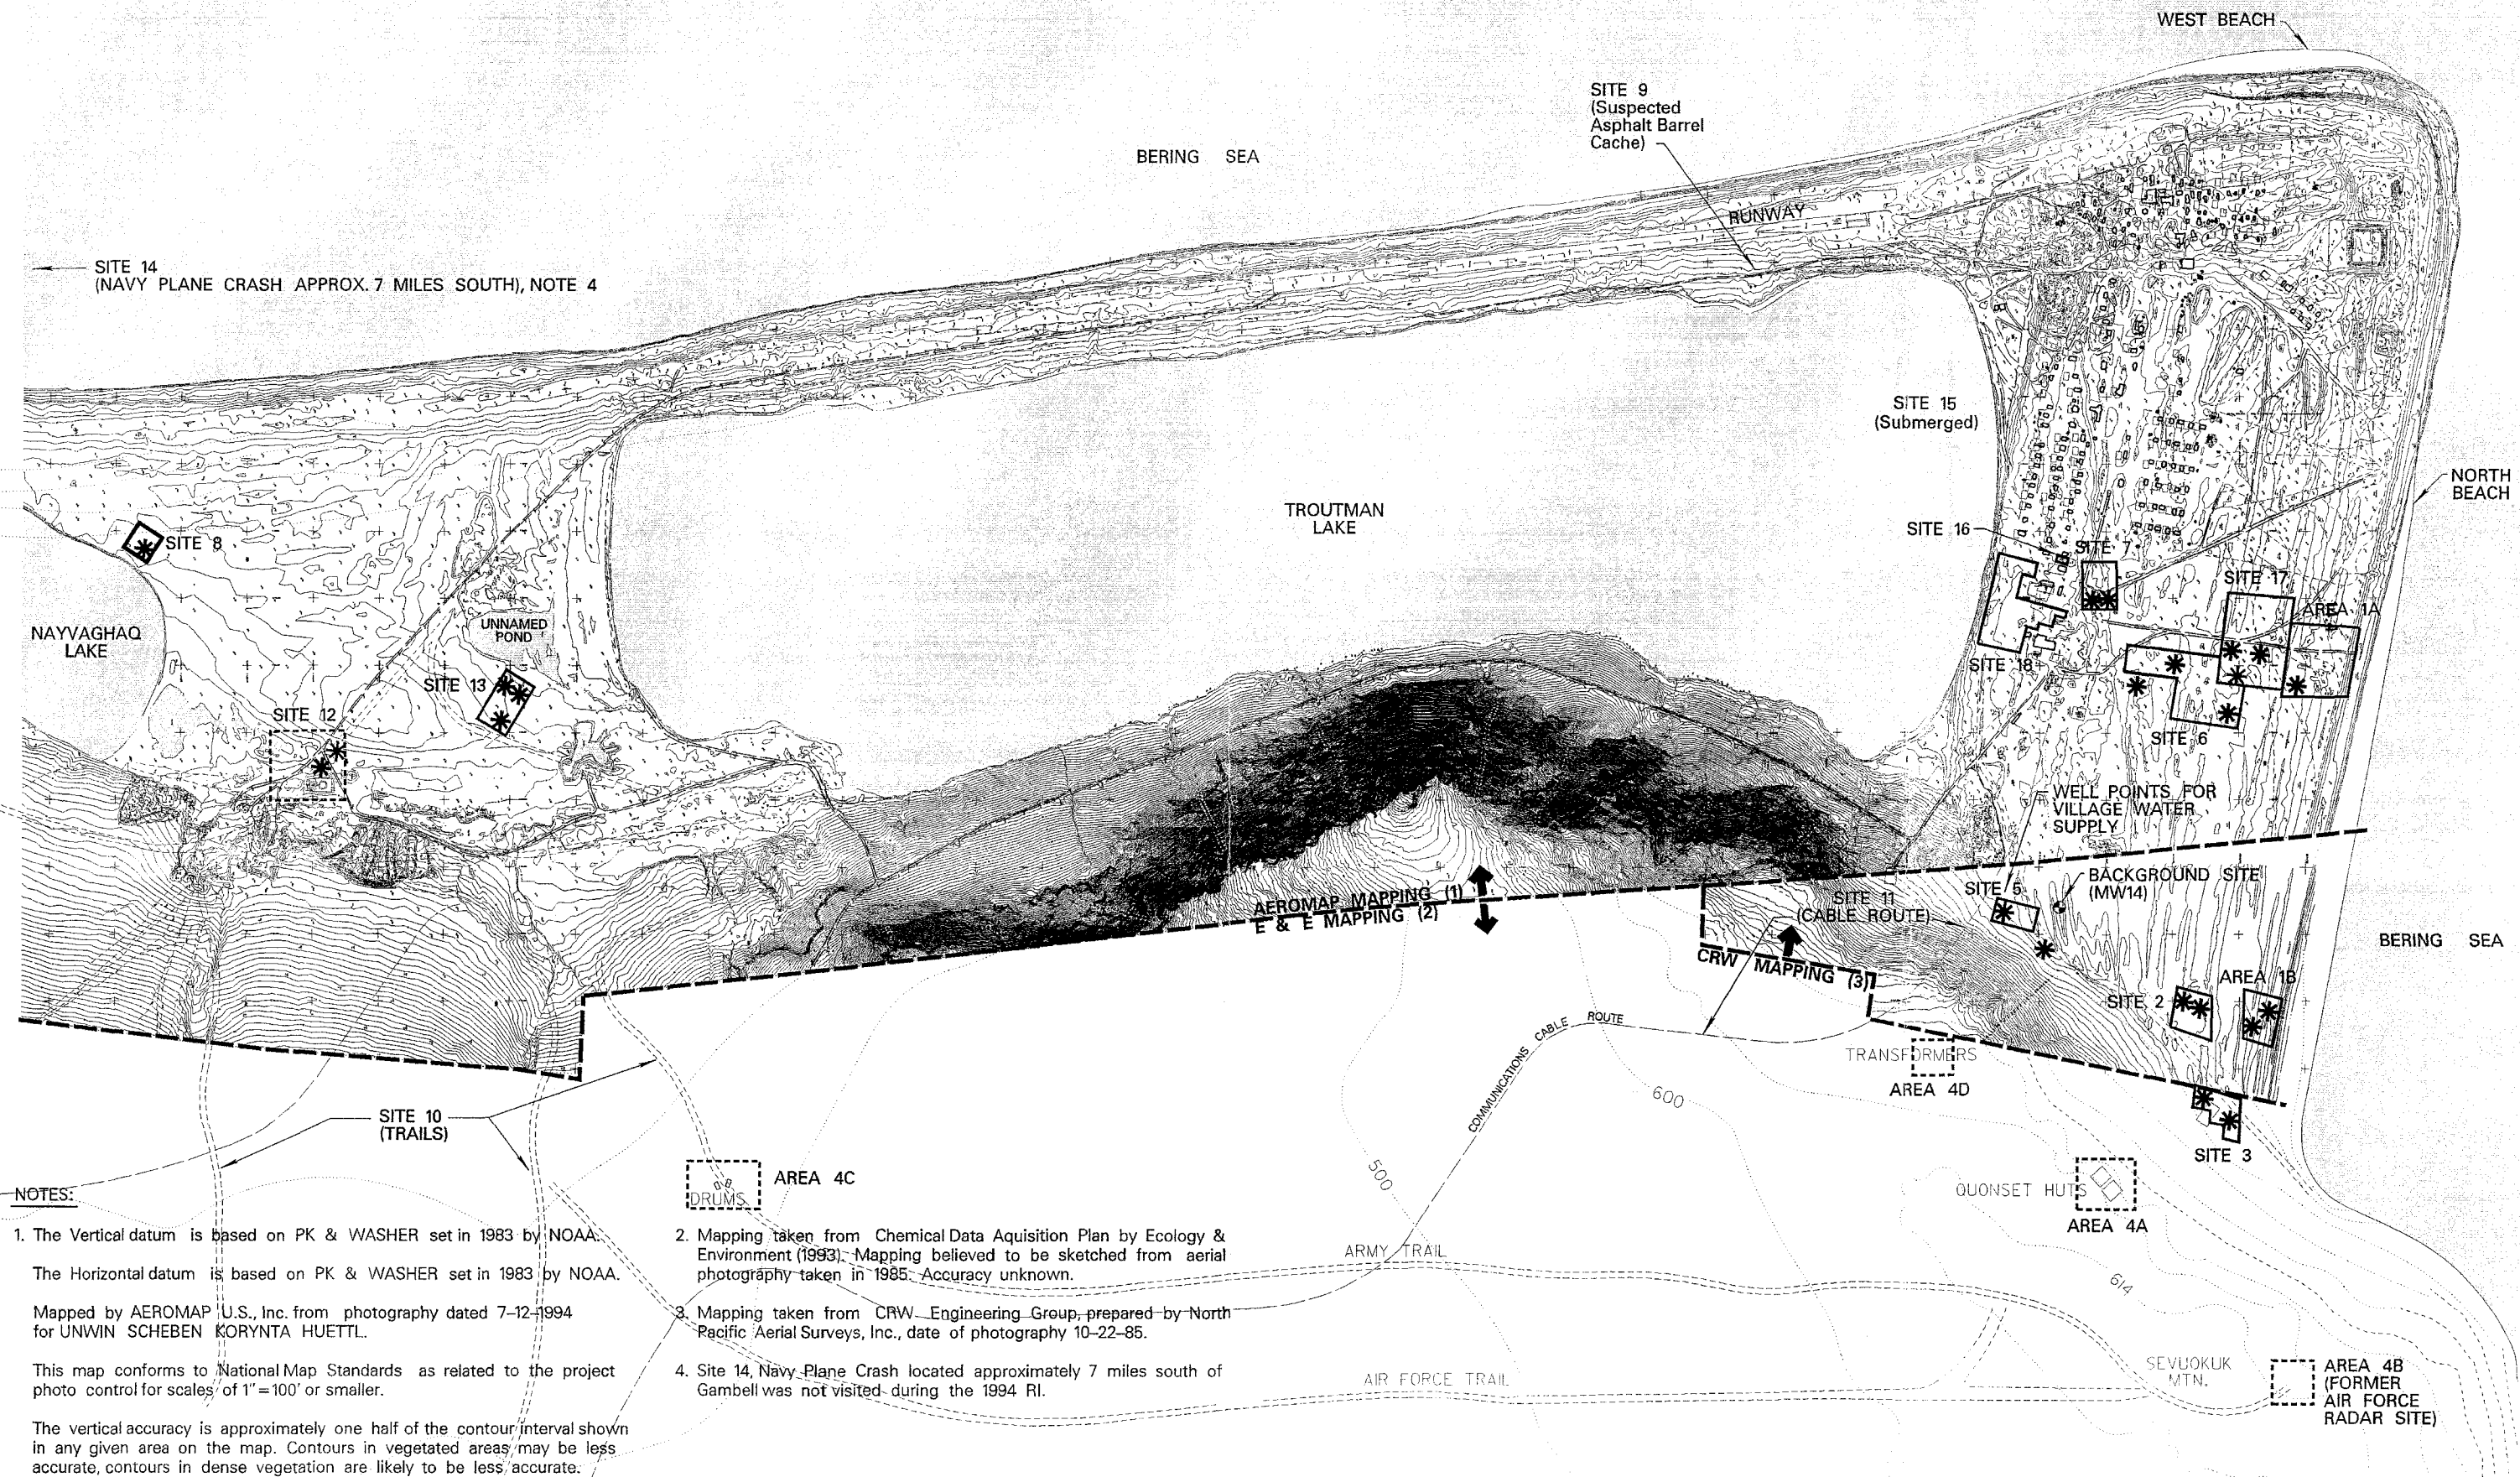 WEST BEACH
SITE 9
(Suspected
Asphalt Barrel
Cache)
BERING SEA
RUNWAY
SITE 14
(NAVY PLANE CRASH APPROX. 7 MILES SOUTH), NOTE 4
SITE 15
(Submerged)
NORTH
BEACH
TROUTMAN
LAKE
SITE 16
SITE 7
SITE 8
SITE 17
AREA 1A
UNNAMED
POND
NAYVAGHAQ
LAKE
SITE 18
SITE 13
SITE 12
SITE 6
WELL POINTS FOR
VILLAGE WATER
SUPPLY
BACKGROUND SITE
(MW14)
SITE 5
SITE 11
(CABLE ROUTE)
AEROMAP MAPPING (1)
E & E MAPPING (2)
BERING SEA
CRW MAPPING (3)
AREA 1B
SITE 2
COMMUNICATIONS CABLE ROUTE
TRANSFORMERS
AREA 4D
600
SITE 10
(TRAILS)
SITE 3
500
AREA 4C
DRUMS
QUONSET HUTS
AREA 4A
ARMY TRAIL
614
AIR FORCE TRAIL
SEVUOKUK
MTN.
AREA 4B
(FORMER
AIR FORCE
RADAR SITE)
NOTES:
1. The Vertical datum is based on PK & WASHER set in 1983 by NOAA.
The Horizontal datum is based on PK & WASHER set in 1983 by NOAA.
Mapped by AEROMAP U.S., Inc. from photography dated 7-12-1994
for UNWIN SCHEBEN KORYNTA HUETTL.
This map conforms to National Map Standards as related to the project
photo control for scales of 1"=100' or smaller.
The vertical accuracy is approximately one half of the contour interval shown
in any given area on the map. Contours in vegetated areas may be less
accurate, contours in dense vegetation are likely to be less accurate.
2. Mapping taken from Chemical Data Aquisition Plan by Ecology &
Environment (1993). Mapping believed to be sketched from aerial
photography taken in 1985. Accuracy unknown.
3. Mapping taken from CRW Engineering Group, prepared by North
Pacific Aerial Surveys, Inc., date of photography 10-22-85.
4. Site 14, Navy Plane Crash located approximately 7 miles south of
Gambell was not visited during the 1994 RI.